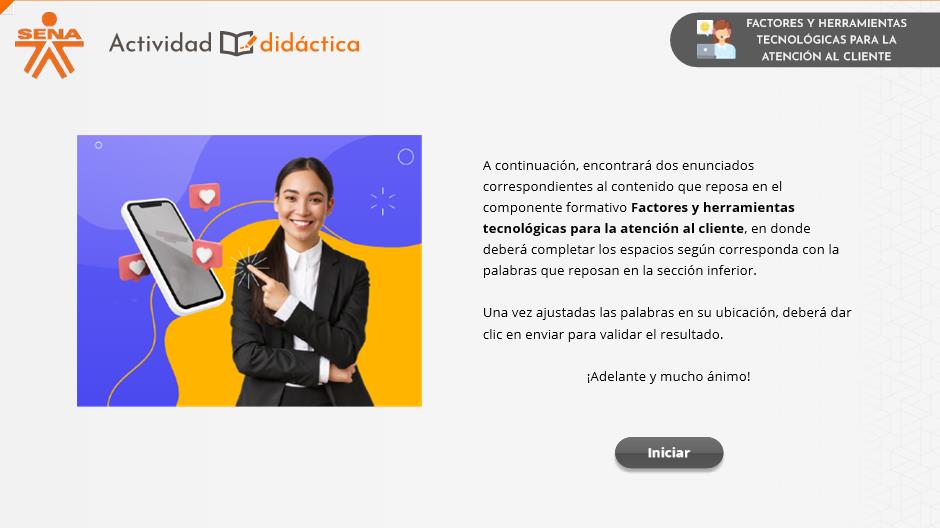 SENA
Actividad didáctica
FACTORES Y HERRAMIENTAS
TECNOLÓGICAS PARA LA
ATENCIÓN AL CLIENTE
A continuación, encontrará dos enunciados
correspondientes al contenido que reposa en el
componente formativo Factores y herramientas
tecnológicas para la atención al cliente, en donde
deberá completar los espacios según corresponda con la
palabras que reposan en la sección inferior.
Una vez ajustadas las palabras en su ubicación, deberá dar
clic en enviar para validar el resultado.
¡Adelante y mucho ánimo!
Iniciar